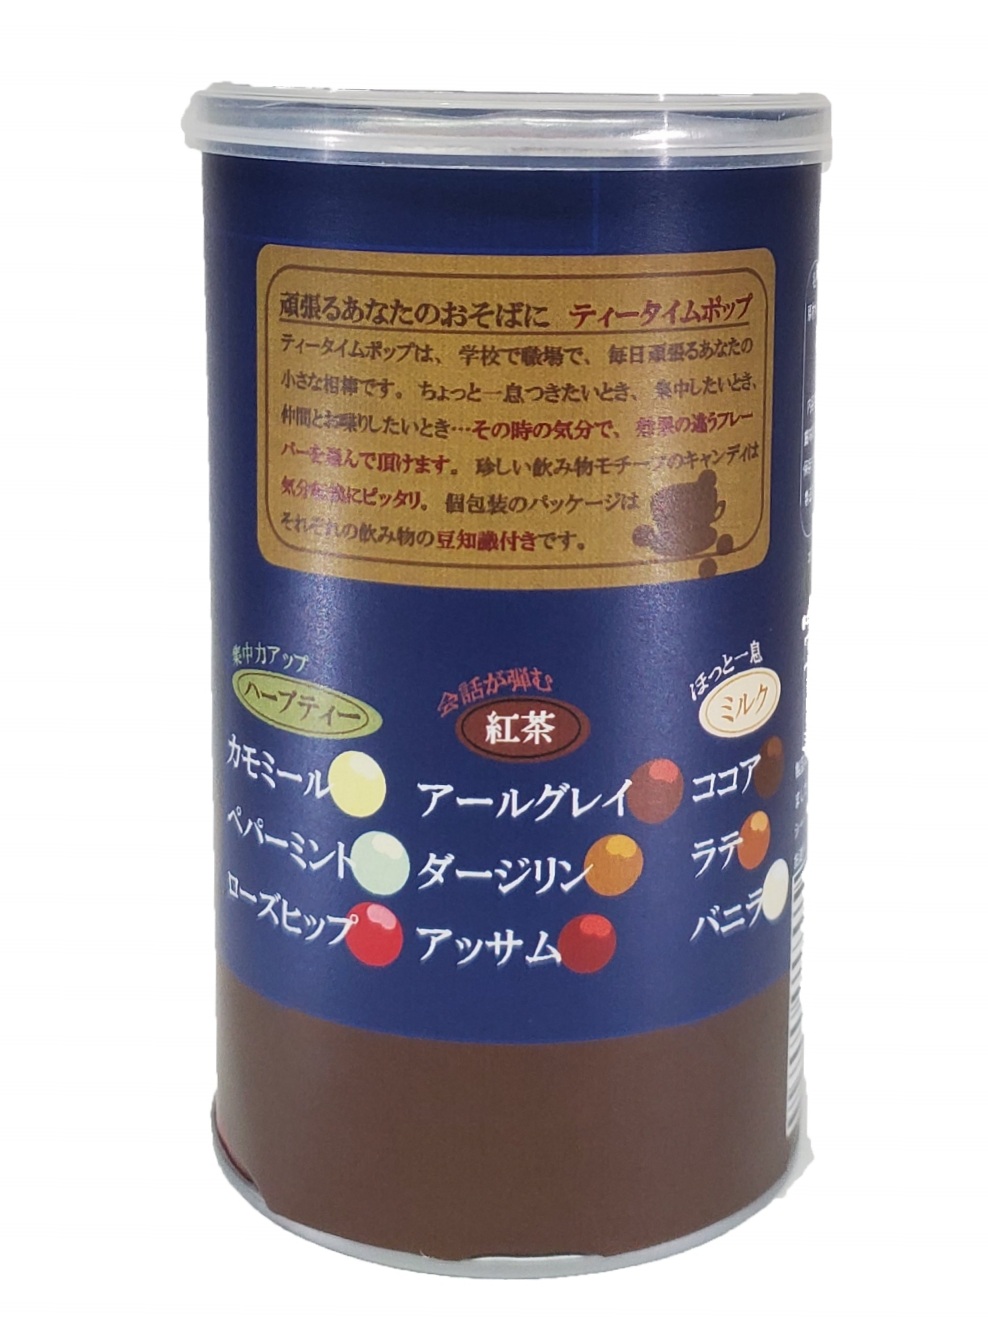 頑張るあなたのおそばに ティータイムポップ
ティータイムポップは、学校で職場で、毎日頑張るあなたの
小さな相棒です。ちょっと一息つきたいとき、集中したいとき、
仲間とお喋りしたいとき…その時の気分で、効果の違うフレー
バーを選んで頂けます。珍しい飲み物モチーフのキャンディは
気分転換にピッタリ。個包装のパッケージは
それぞれの飲み物の豆知識付きです。
集中力アップ
ハーブティー
カモミール
ペパーミント
ローズヒップ
会話が弾む
紅茶
アールグレイ
ダージリン
アッサム
ほっと一息
ミルク
ココア
ラテ
バニラ